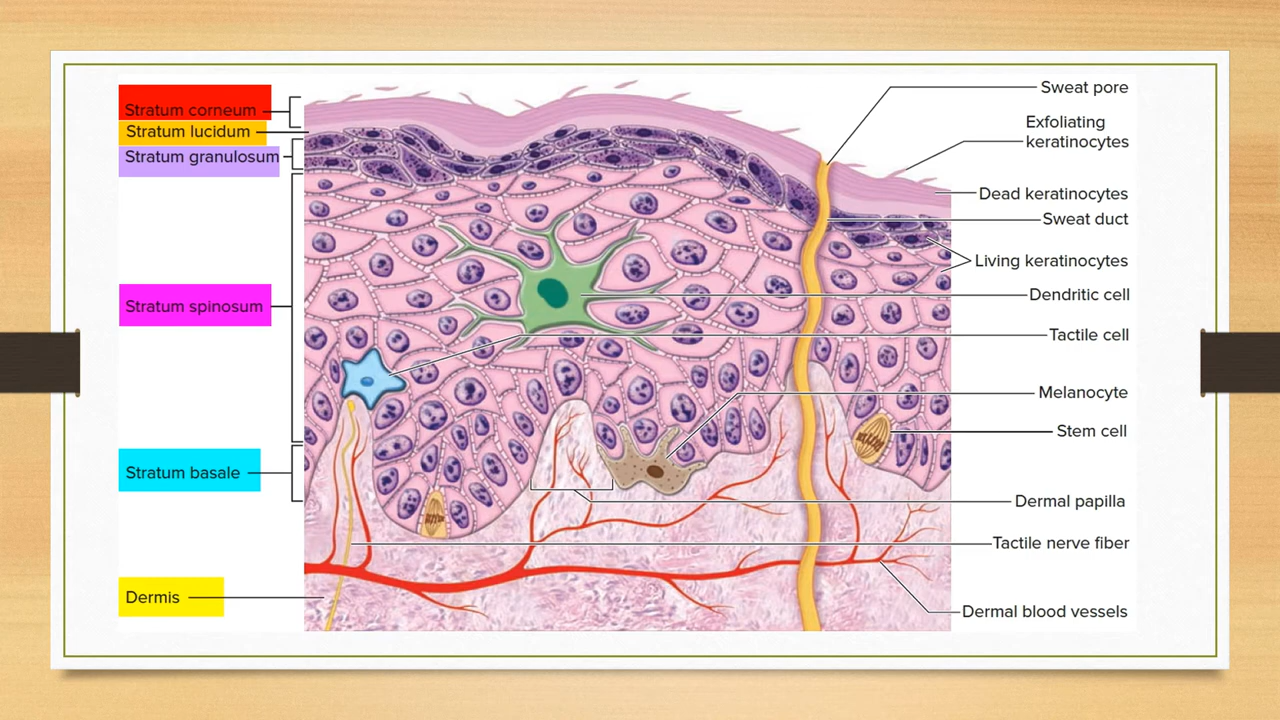 Stratum corneum
Stratum lucidum
Stratum granulosum
Stratum spinosum
Stratum basale
Dermis
Sweat pore
Exfoliating
keratinocytes
Dead keratinocytes
Sweat duct
Living keratinocytes
Dendritic cell
Tactile cell
Melanocyte
Stem cell
Dermal papilla
Tactile nerve fiber
Dermal blood vessels